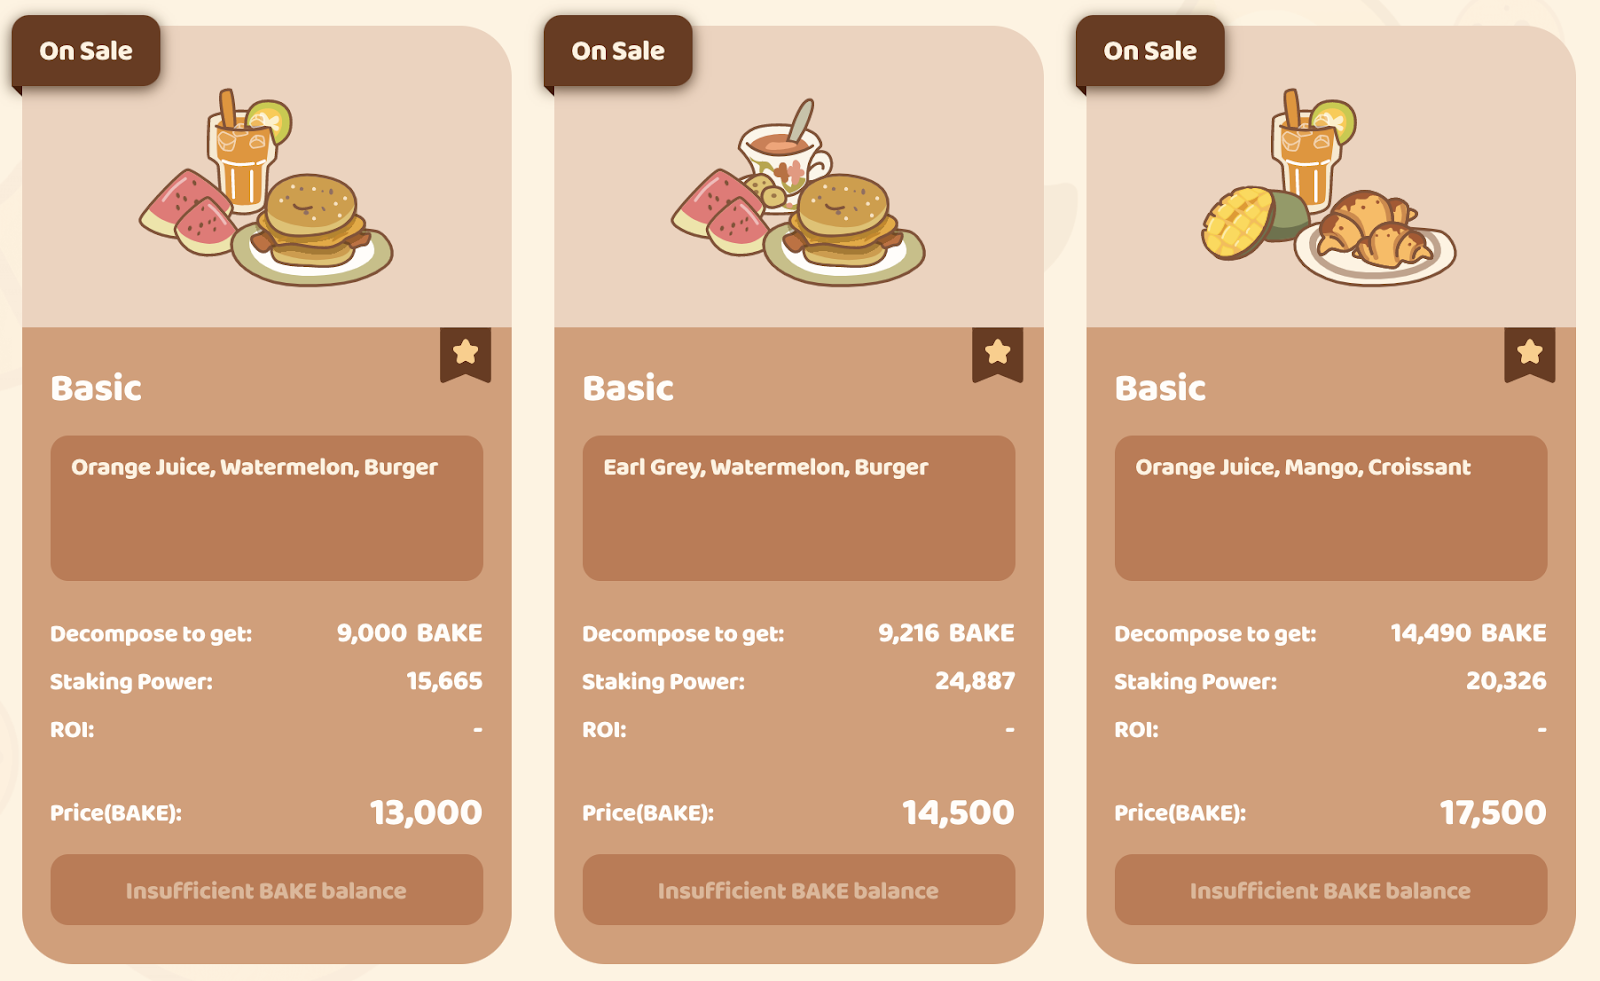 On Sale
Basic
Orange Juice, Watermelon, Burger
Decompose to get: 9,000 BAKE
Staking Power: 15,665
ROI: -
Price(BAKE): 13,000
Insufficient BAKE balance
On Sale
Basic
Earl Grey, Watermelon, Burger
Decompose to get: 9,216 BAKE
Staking Power: 24,887
ROI: -
Price(BAKE): 14,500
Insufficient BAKE balance
On Sale
Basic
Orange Juice, Mango, Croissant
Decompose to get: 14,490 BAKE
Staking Power: 20,326
ROI: -
Price(BAKE): 17,500
Insufficient BAKE balance